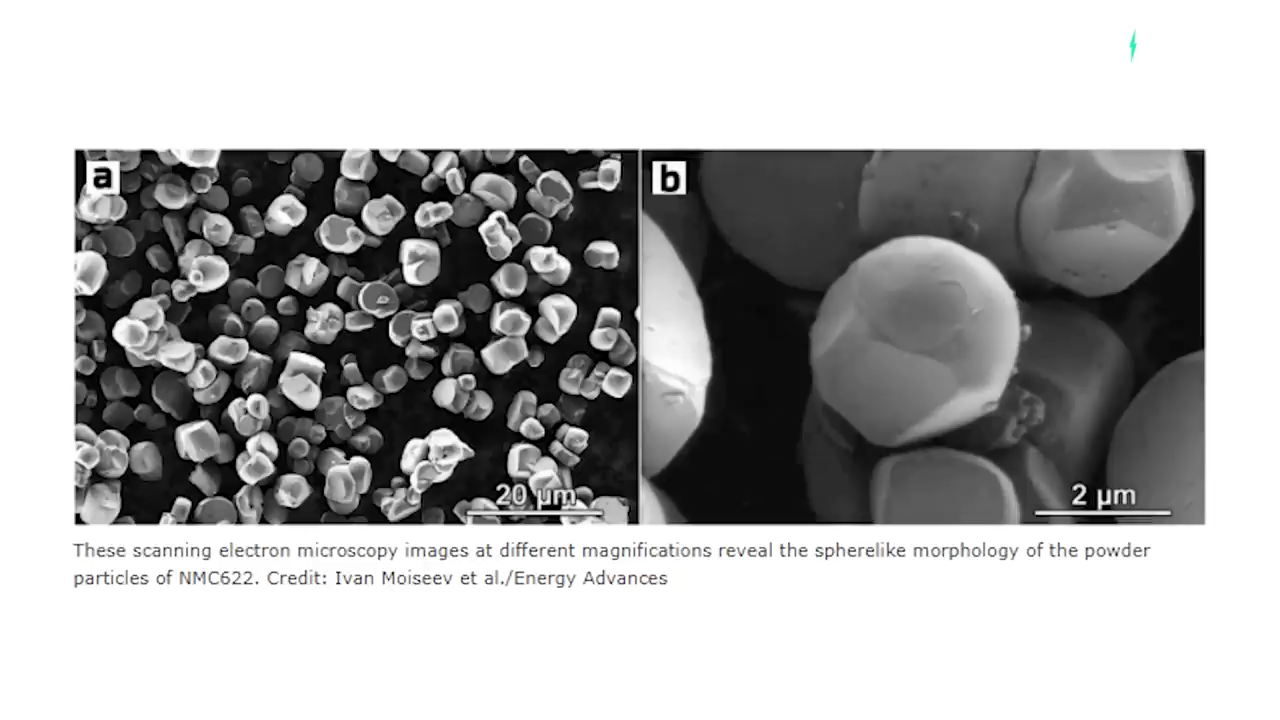 a
b
20 µm
2 µm
These scanning electron microscopy images at different magnifications reveal the spherelike morphology of the powder
particles of NMC622. Credit: Ivan Moiseev et al./Energy Advances